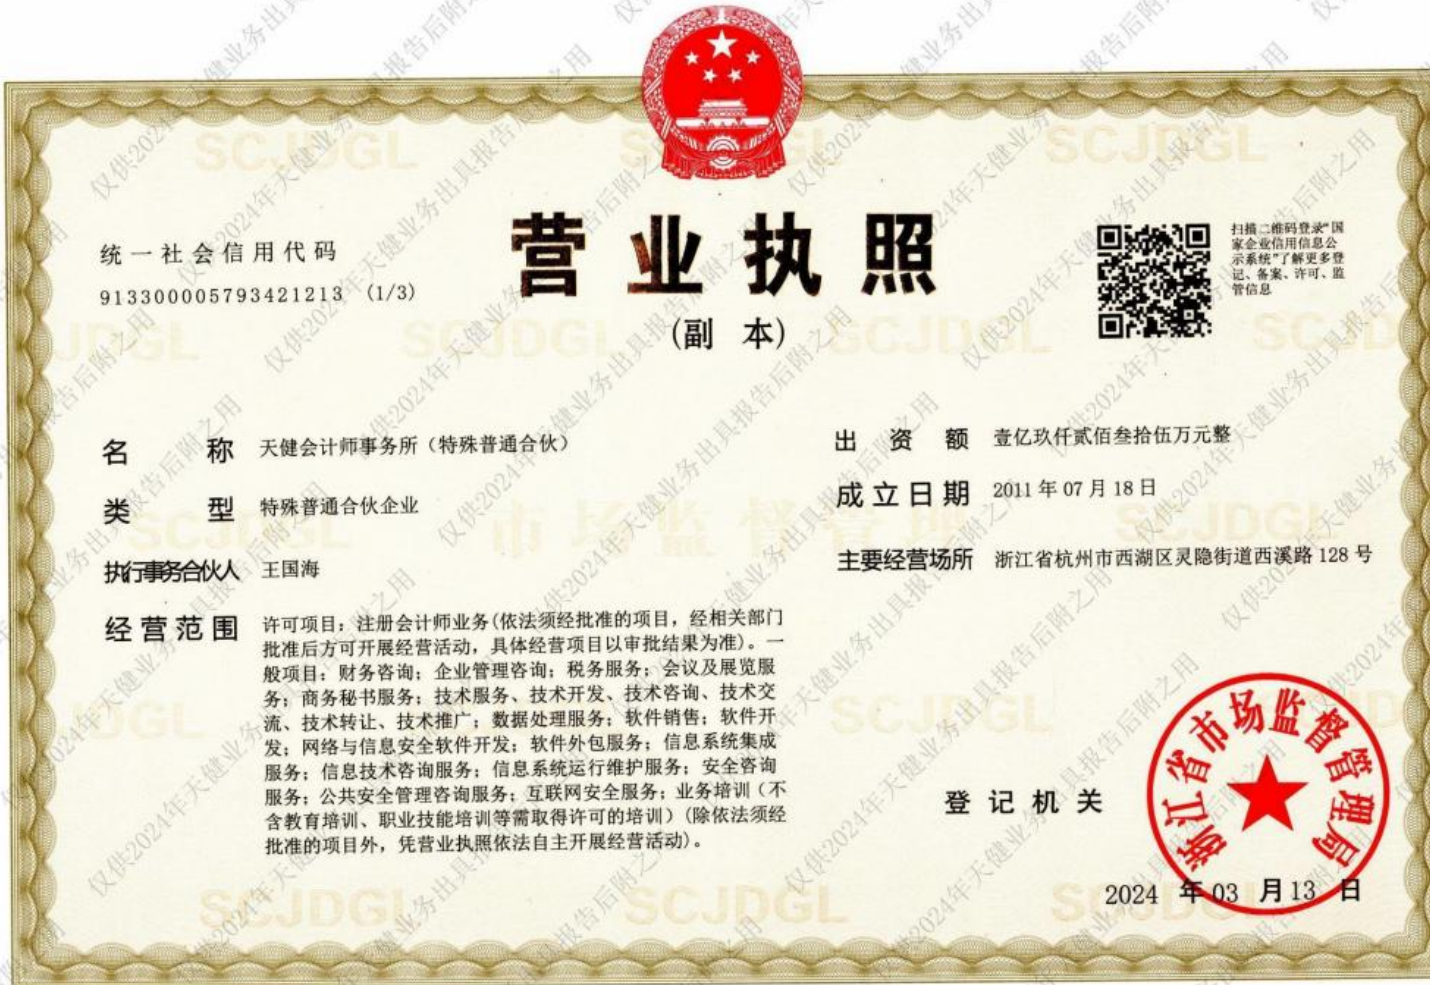 统一社会信用代码
913300005793421213 (1/3)
营业执照
(副 本)
扫描二维码登录“国
家企业信用信息公
示系统”了解更多登
记、备案、许可、监
管信息
名 称 天健会计师事务所（特殊普通合伙）
类 型 特殊普通合伙企业
执行事务合伙人 王国海
经营范围 许可项目：注册会计师业务(依法须经批准的项目，经相关部门
批准后方可开展经营活动，具体经营项目以审批结果为准)。一
般项目：财务咨询；企业管理咨询；税务服务；会议及展览服
务；商务秘书服务；技术服务、技术开发、技术咨询、技术交
流、技术转让、技术推广；数据处理服务；软件销售；软件开
发；网络与信息安全软件开发；软件外包服务；信息系统集成
服务；信息技术咨询服务；信息系统运行维护服务；安全咨询
服务；公共安全管理咨询服务；互联网安全服务；业务培训（不
含教育培训、职业技能培训等需取得许可的培训）(除依法须经
批准的项目外，凭营业执照依法自主开展经营活动)。
出 资 额 壹亿玖仟贰佰叁拾伍万元整
成立日期 2011年07月18日
主要经营场所 浙江省杭州市西湖区灵隐街道西溪路128号
登记机关
浙江省市场监督管理局
2024 年 03 月 13 日
仅供2024年天健业务出具报告后附之用
SCJDGL
市场监督管理